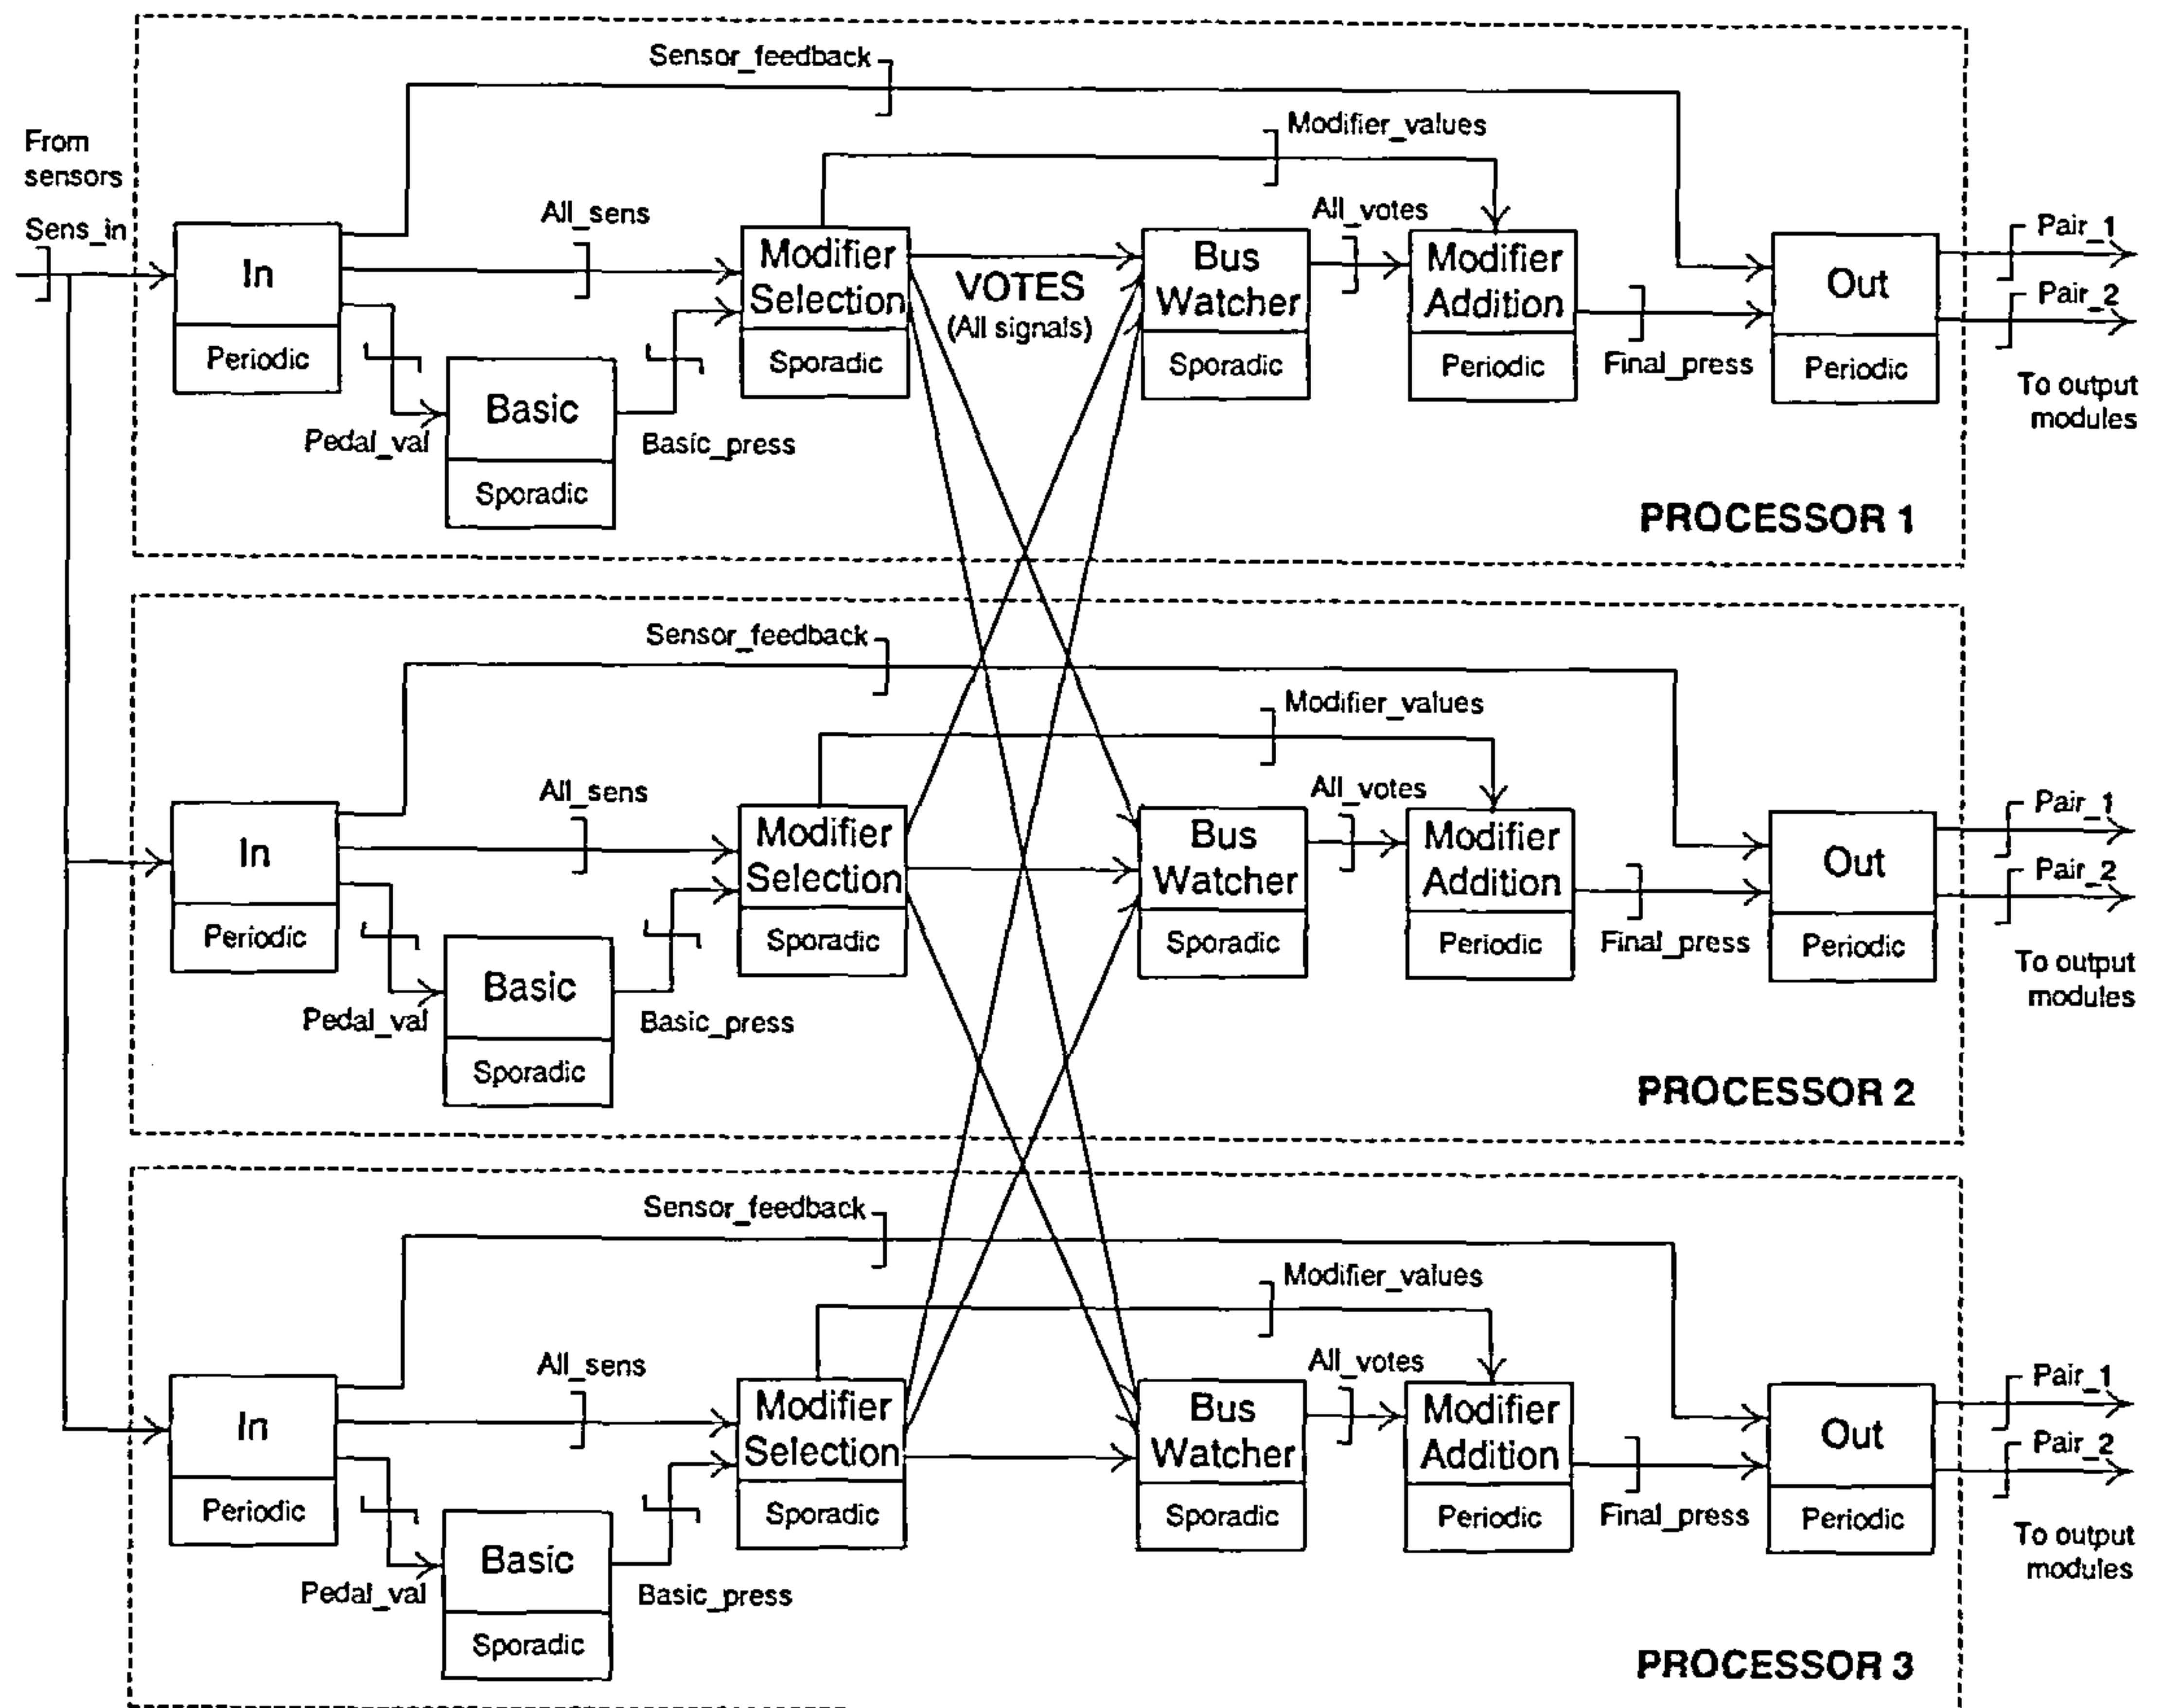 Sensor_feedback
Modifier_values
From
sensors
Sens_in
All_sens
All_votes
In
Periodic
Pedal_val
Basic
Sporadic
Basic_press
Modifier
Selection
Sporadic
VOTES
(All signals)
Bus
Watcher
Sporadic
Modifier
Addition
Periodic
Final_press
Out
Periodic
Pair_1
Pair_2
To output
modules
PROCESSOR 1
Sensor_feedback
Modifier_values
All_sens
All_votes
In
Periodic
Pedal_val
Basic
Sporadic
Basic_press
Modifier
Selection
Sporadic
Bus
Watcher
Sporadic
Modifier
Addition
Periodic
Final_press
Out
Periodic
Pair_1
Pair_2
To output
modules
PROCESSOR 2
Sensor_feedback
Modifier_values
All_sens
All_votes
In
Periodic
Pedal_val
Basic
Sporadic
Basic_press
Modifier
Selection
Sporadic
Bus
Watcher
Sporadic
Modifier
Addition
Periodic
Final_press
Out
Periodic
Pair_1
Pair_2
To output
modules
PROCESSOR 3